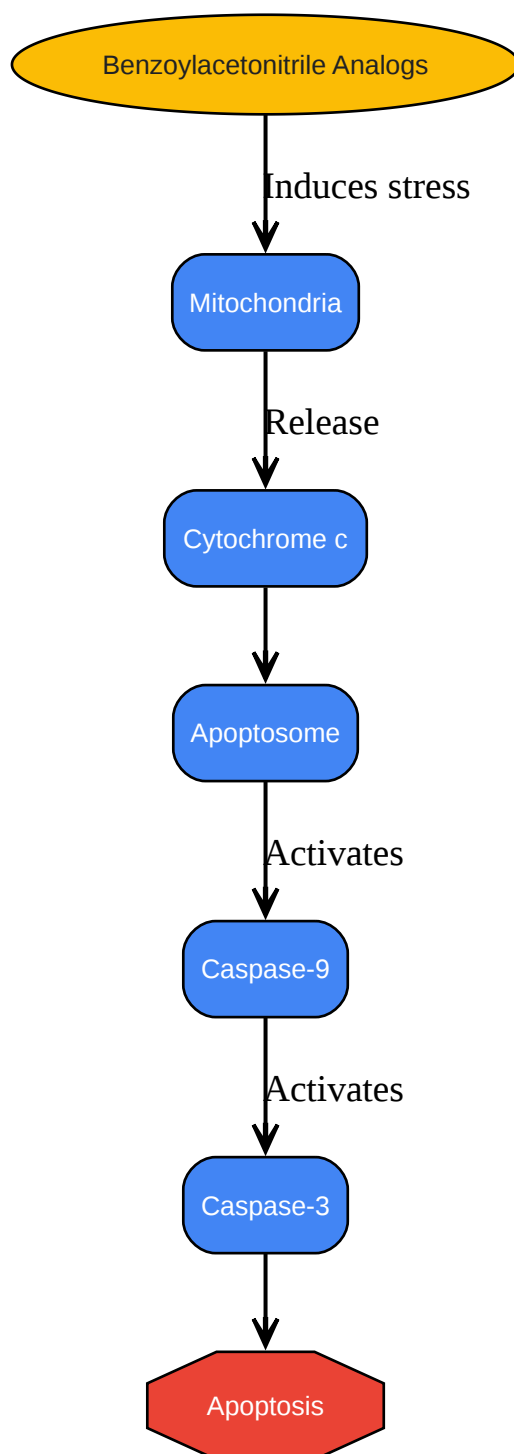 Benzoylacetonitrile Analogs
Induces stress
Mitochondria
Release
Cytochrome c
Apoptosome
Activates
Caspase-9
Activates
Caspase-3
Apoptosis